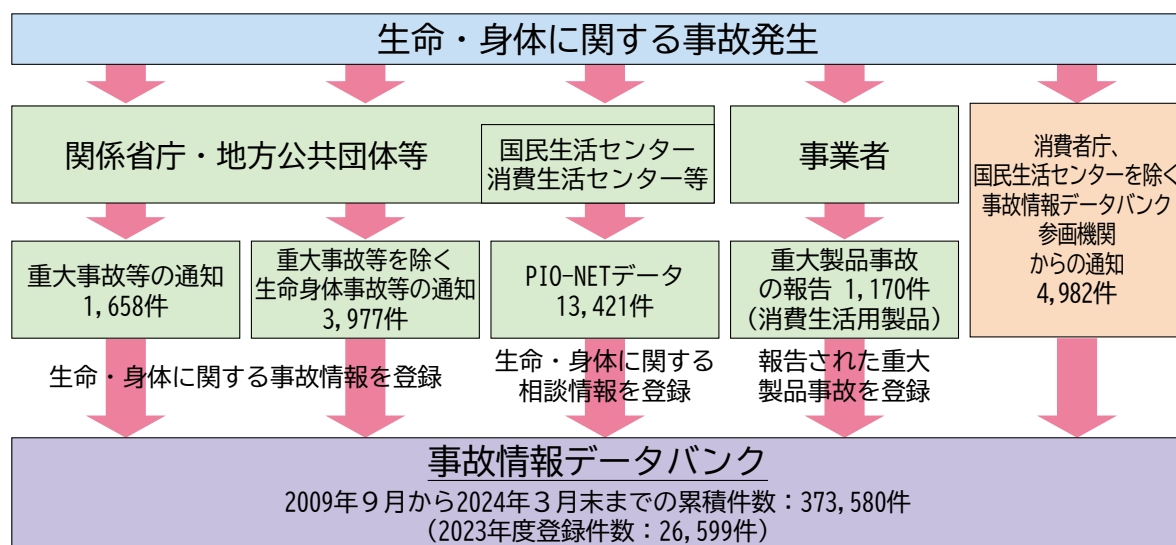 生命・身体に関する事故発生
関係省庁・地方公共団体等
国民生活センター
消費生活センター等
事業者
消費者庁、
国民生活センターを除く
事故情報データバンク
参画機関
からの通知
4,982件
重大事故等の通知
1,658件
重大事故等を除く
生命身体事故等の通知
3,977件
PIO-NETデータ
13,421件
重大製品事故
の報告 1,170件
（消費生活用製品）
生命・身体に関する事故情報を登録
生命・身体に関する
相談情報を登録
報告された重大
製品事故を登録
事故情報データバンク
2009年９月から2024年３月末までの累積件数：373,580件
（2023年度登録件数：26,599件）